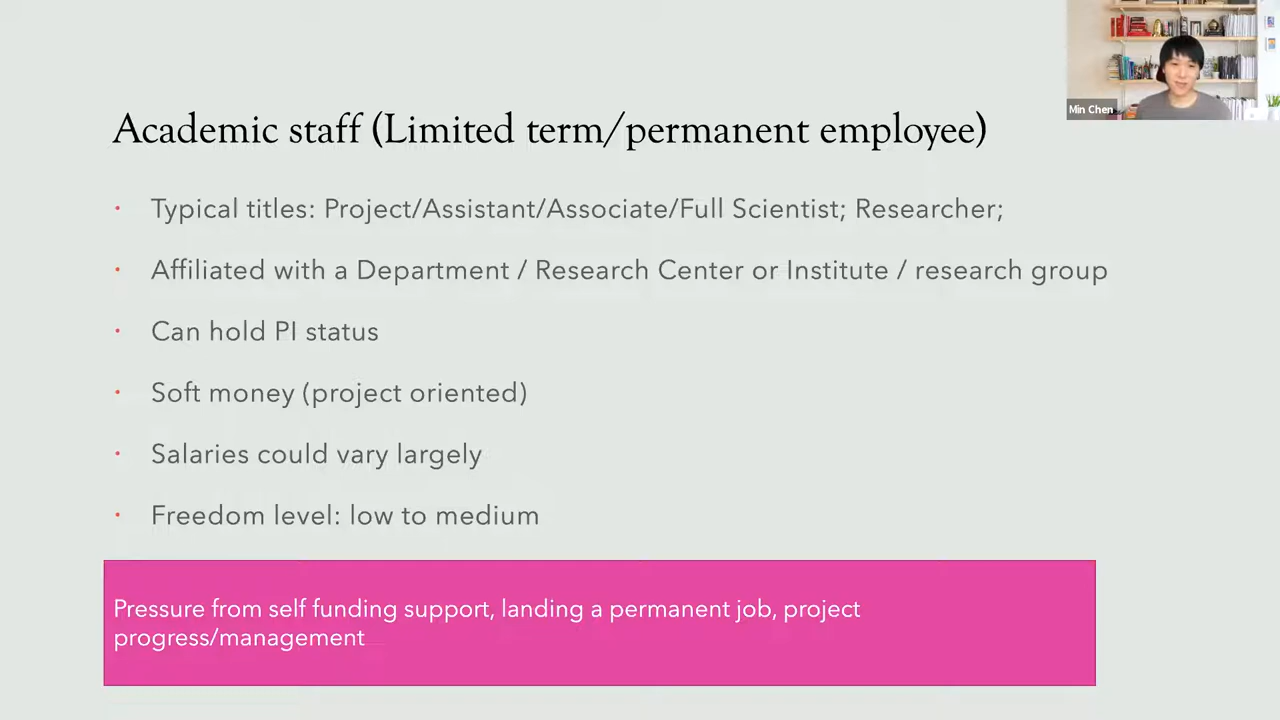 Min Chen
Academic staff (Limited term/permanent employee)
· Typical titles: Project/Assistant/Associate/Full Scientist; Researcher;
· Affiliated with a Department / Research Center or Institute / research group
· Can hold PI status
· Soft money (project oriented)
· Salaries could vary largely
· Freedom level: low to medium
Pressure from self funding support, landing a permanent job, project
progress/management